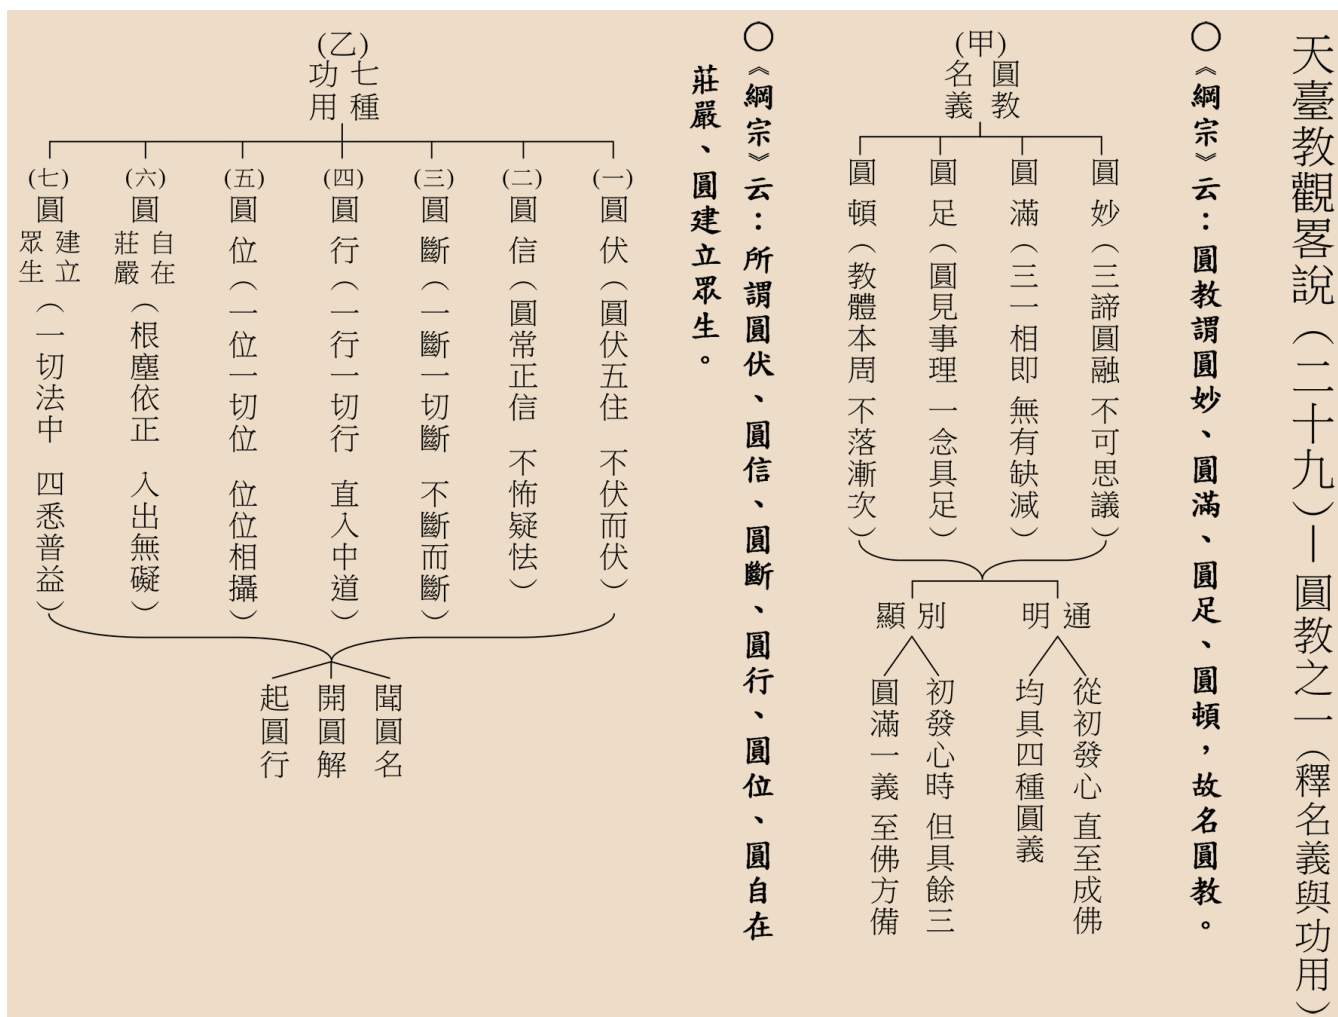 天臺教觀畧說（二十九）—圓教之一（釋名義與功用）
○《綱宗》云：圓教謂圓妙、圓滿、圓足、圓頓，故名圓教。
(甲)
圓教
名義
圓妙（三諦圓融 不可思議）
圓滿（三一相即 無有缺減）
圓足（圓見事理 一念具足）
圓頓（教體本周 不落漸次）
通明
從初發心 直至成佛
均具四種圓義
別顯
初發心時 但具餘三
圓滿一義 至佛方備
○《綱宗》云：所謂圓伏、圓信、圓斷、圓行、圓位、圓自在
莊嚴、圓建立眾生。
(乙)
七種
功用
(一)圓伏（圓伏五住 不伏而伏）
(二)圓信（圓常正信 不怖疑怯）
(三)圓斷（一斷一切斷 不斷而斷）
(四)圓行（一行一切行 直入中道）
(五)圓位（一位一切位 位位相攝）
(六)圓自在莊嚴（根塵依正 入出無礙）
(七)圓建立眾生（一切法中 四悉普益）
聞圓名
開圓解
起圓行